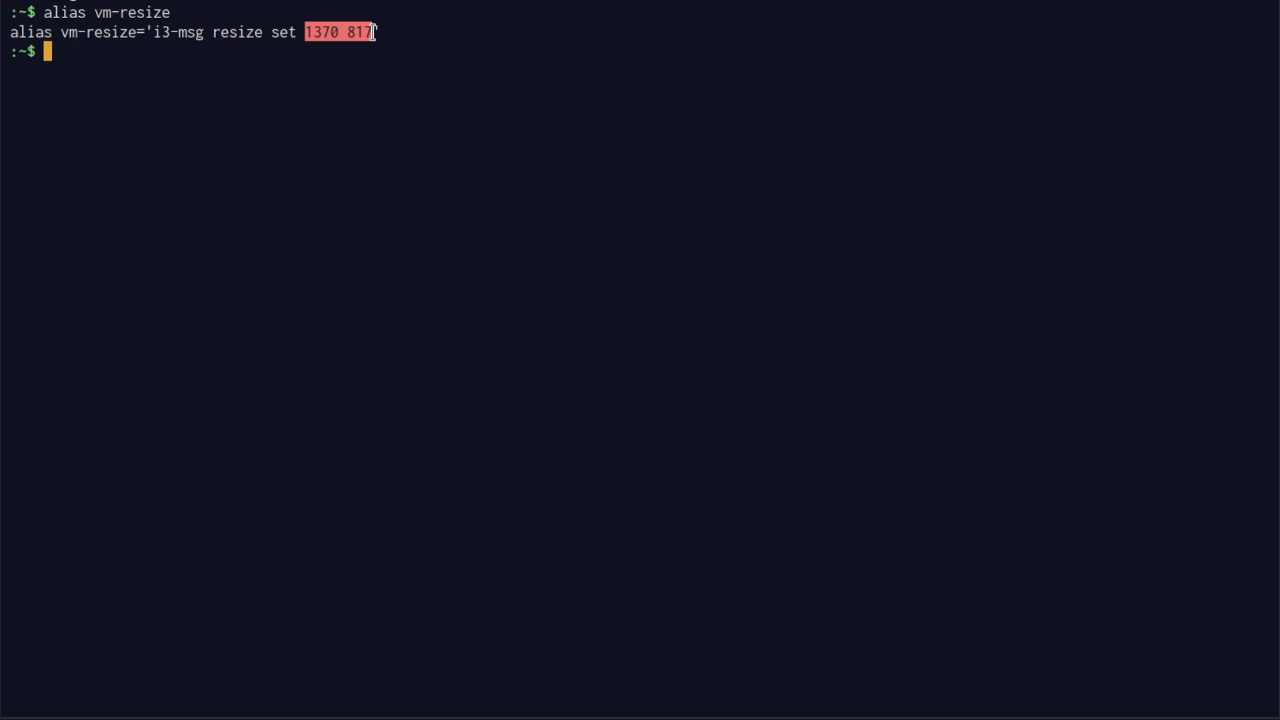 :~$ alias vm-resize
alias vm-resize='i3-msg resize set 1370 817'
:~$